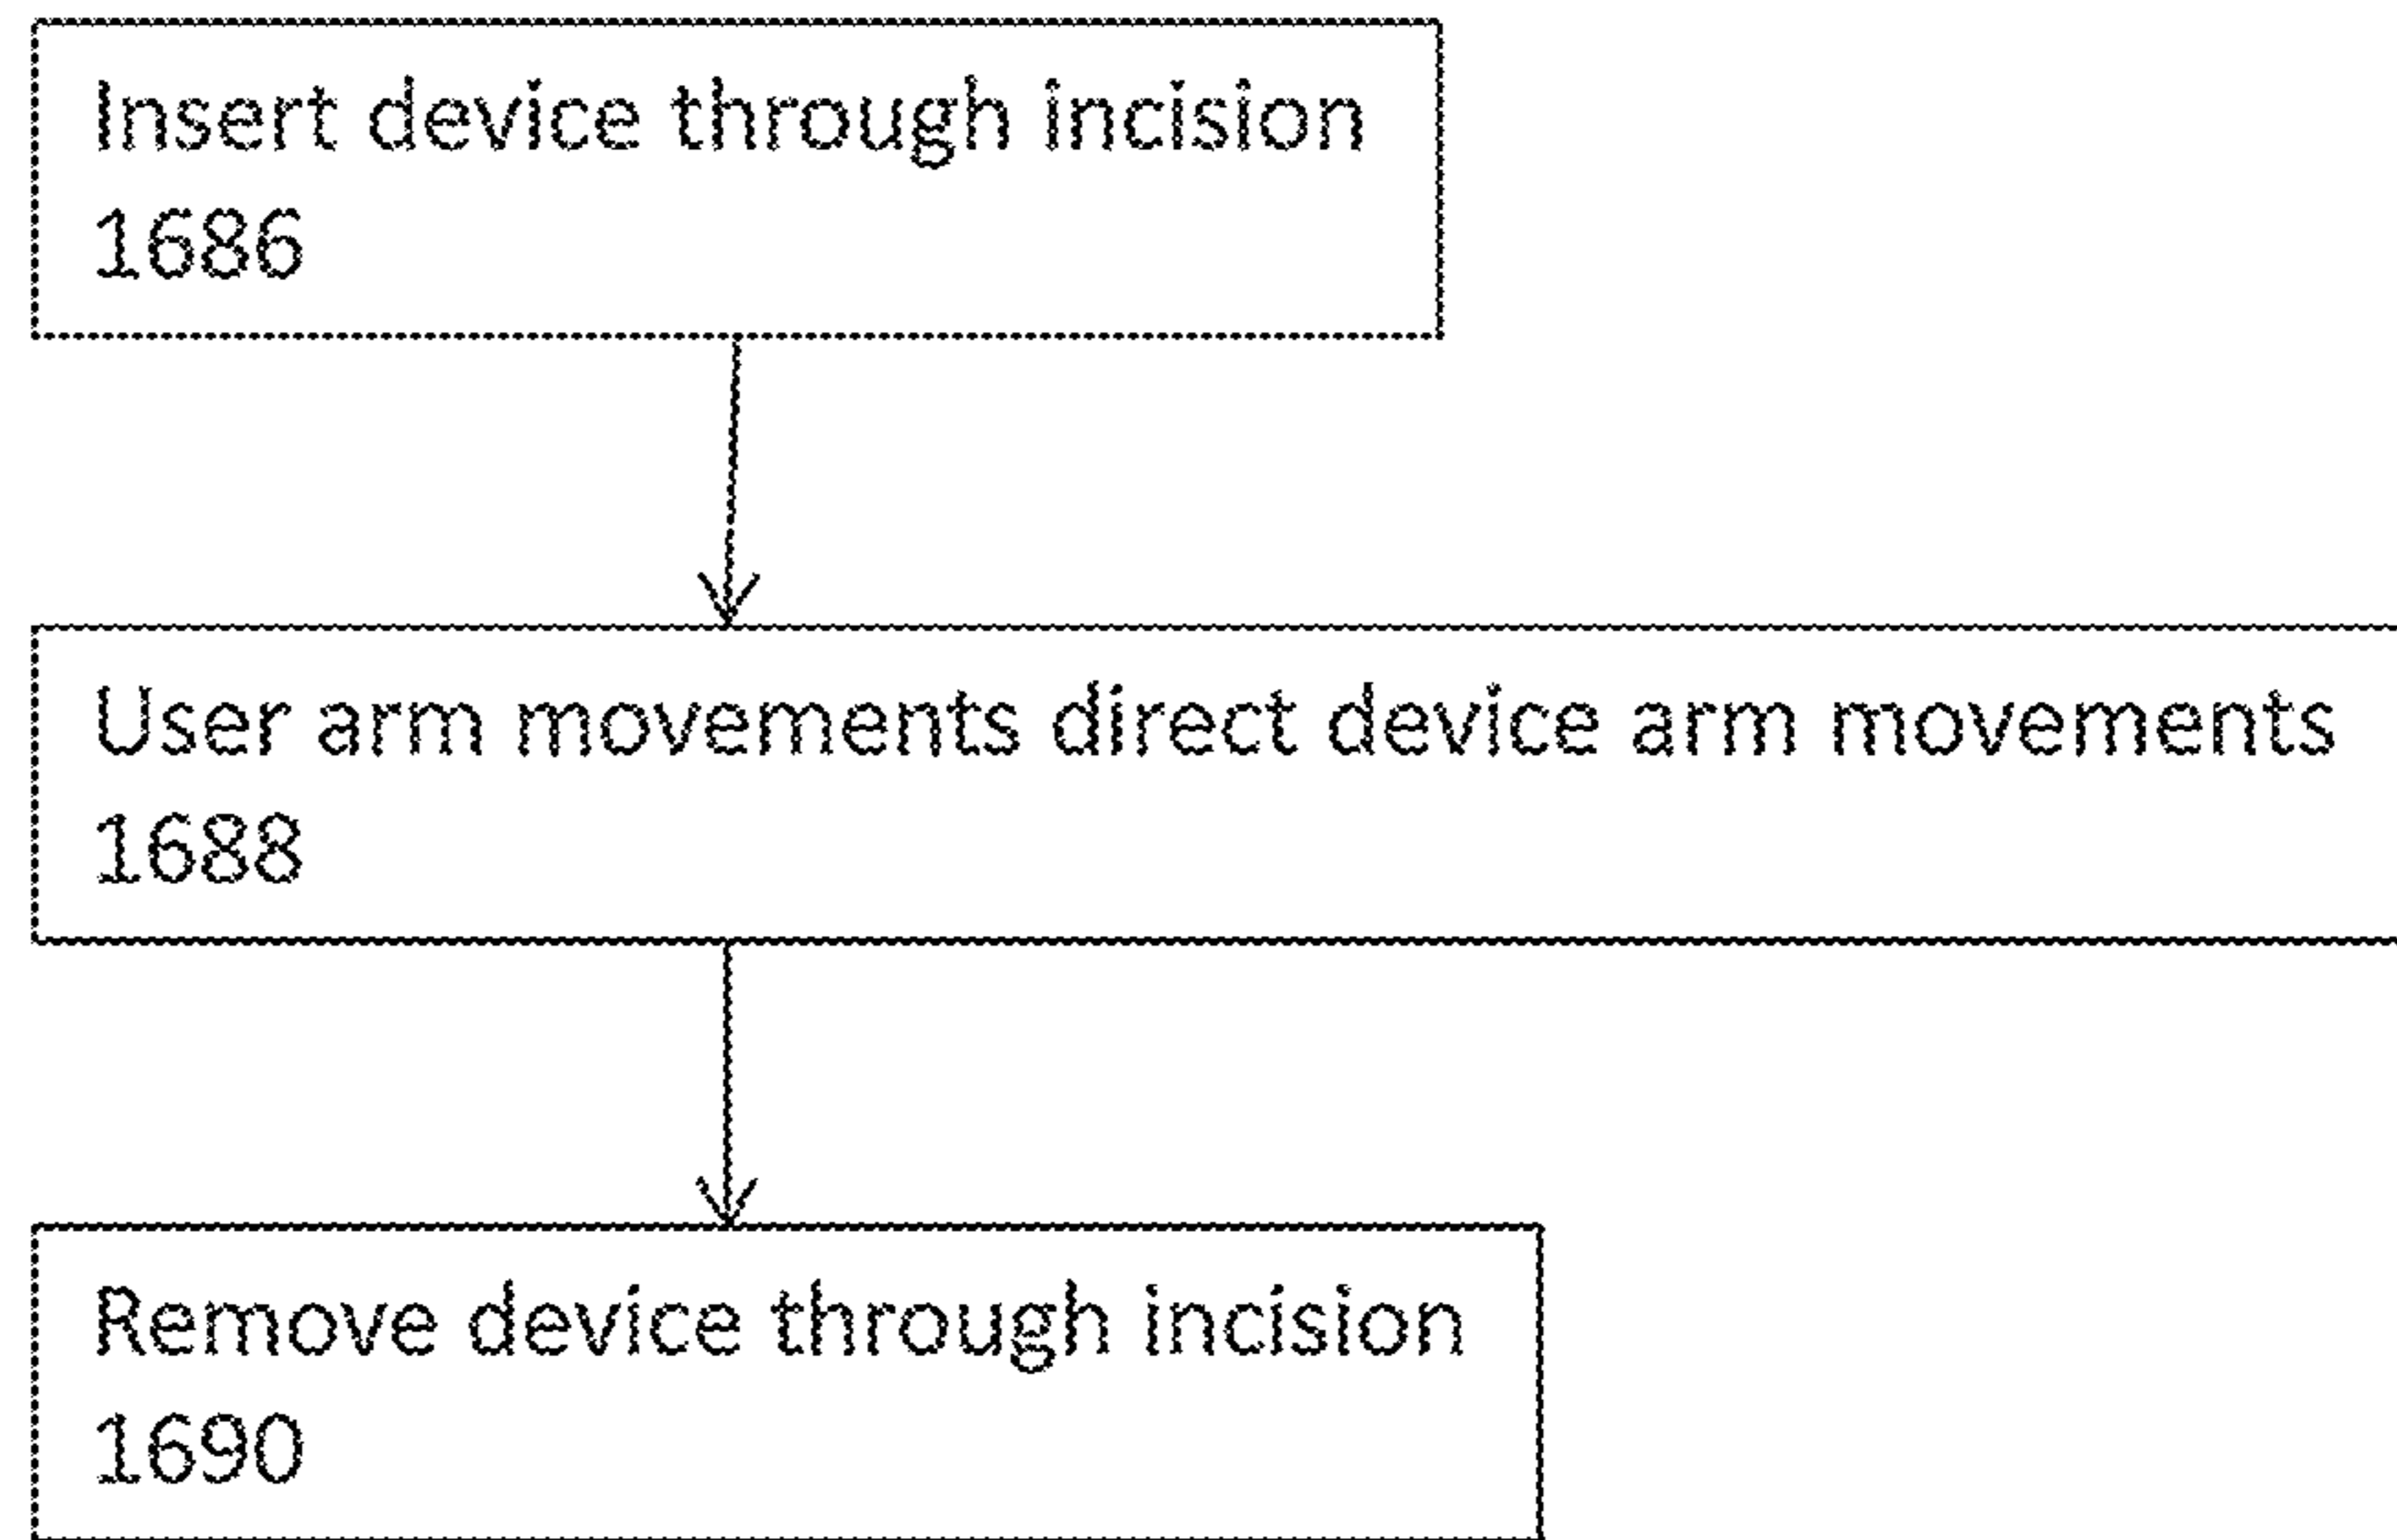 Insert device through incision
1686
User arm movements direct device arm movements
1688
Remove device through incision
1690